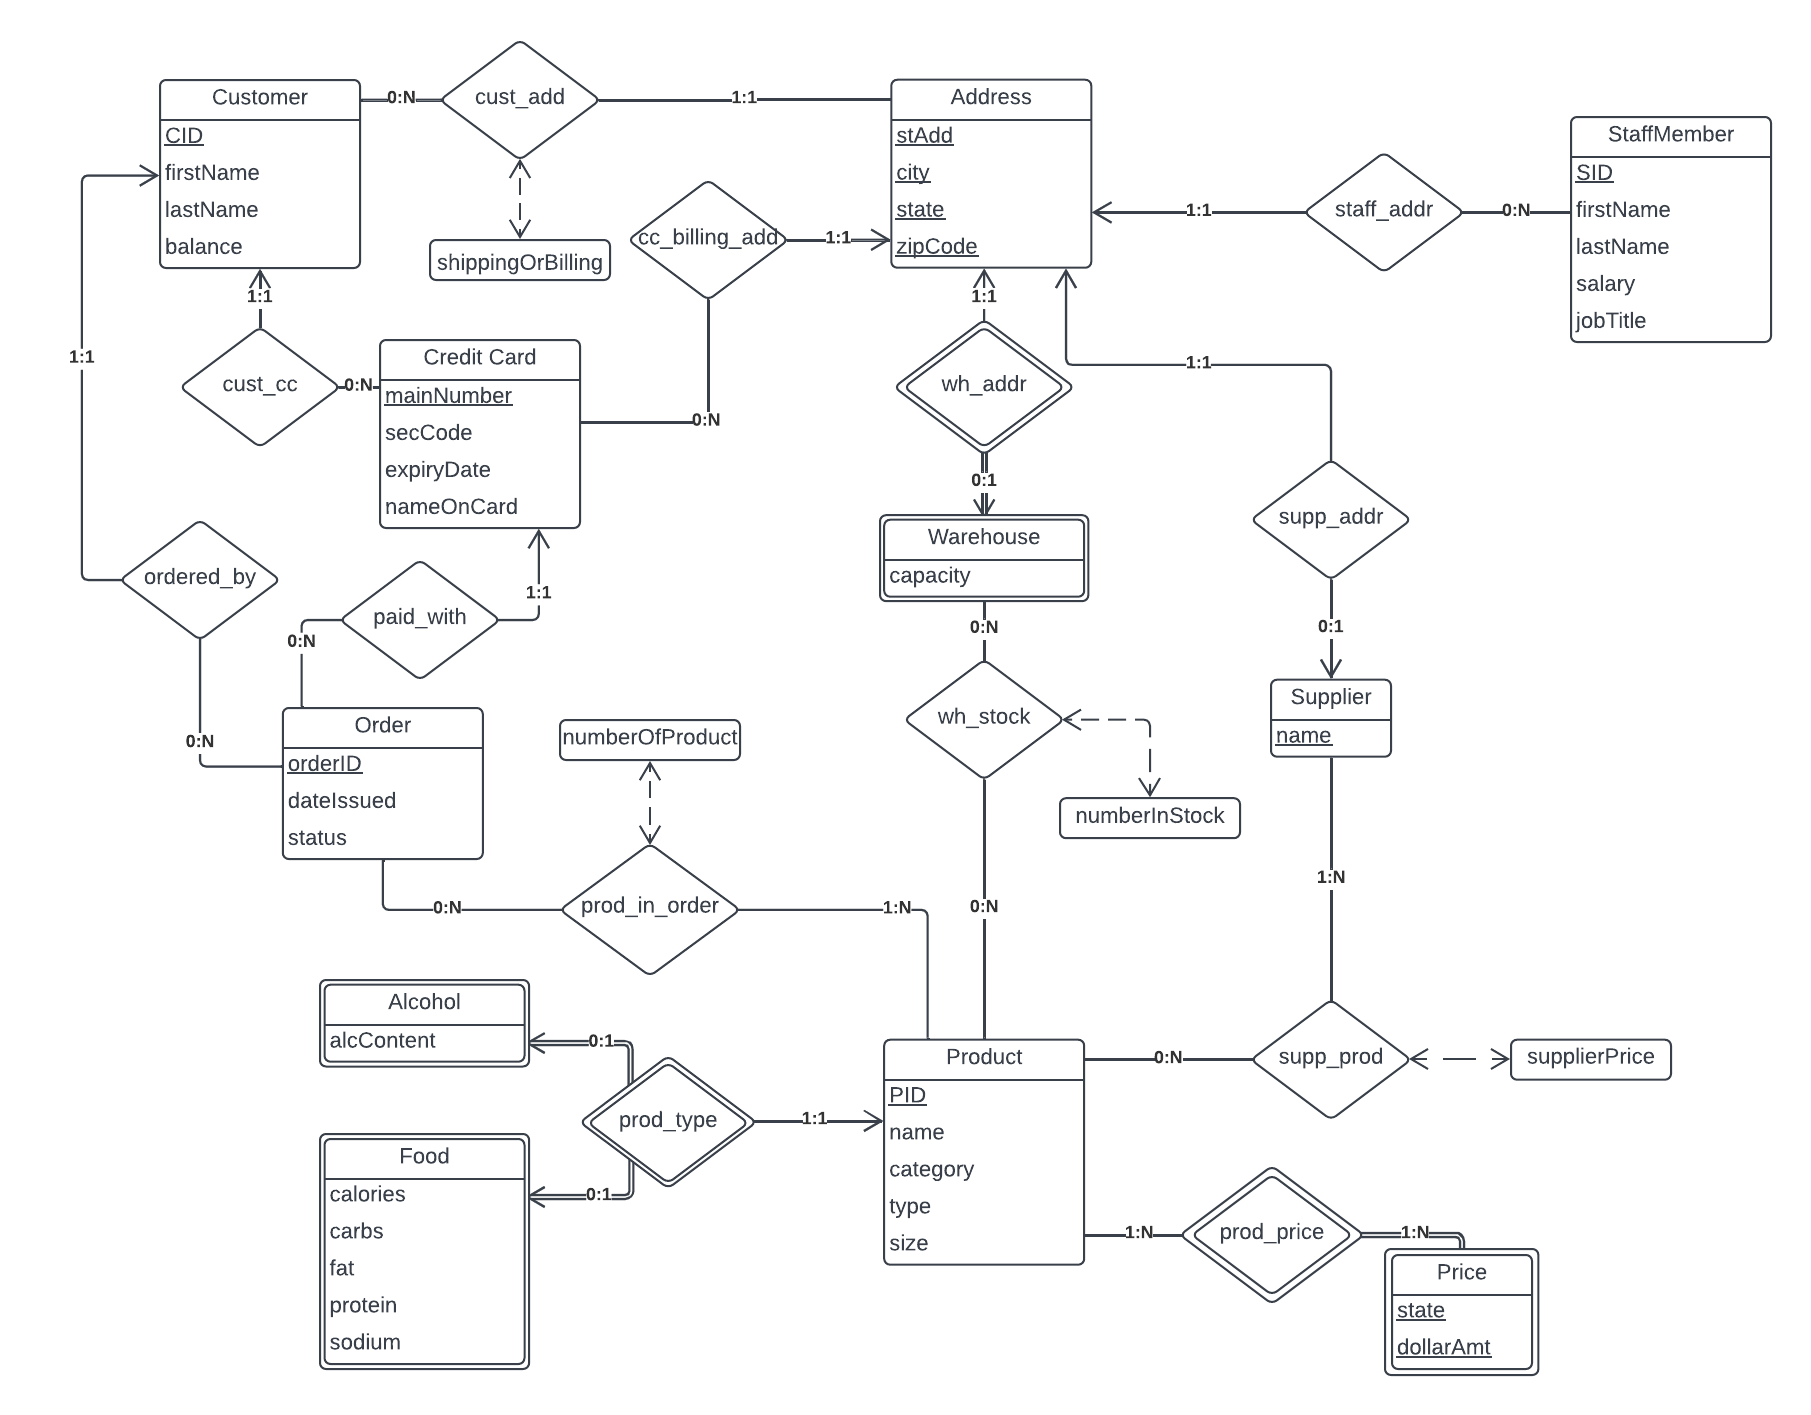 Customer
CID
firstName
lastName
balance
0:N
cust_add
1:1
shippingOrBilling
Address
stAdd
city
state
zipCode
StaffMember
SID
firstName
lastName
salary
jobTitle
1:1
staff_addr
0:N
cc_billing_add
1:1
0:N
1:1
cust_cc
0:N
Credit Card
mainNumber
secCode
expiryDate
nameOnCard
1:1
ordered_by
0:N
paid_with
0:N
1:1
1:1
wh_addr
0:1
Warehouse
capacity
1:1
supp_addr
0:1
Supplier
name
1:N
0:N
wh_stock
numberInStock
0:N
Order
orderID
dateIssued
status
numberOfProduct
0:N
prod_in_order
1:N
Alcohol
alcContent
0:1
prod_type
1:1
0:1
Food
calories
carbs
fat
protein
sodium
Product
PID
name
category
type
size
0:N
supp_prod
supplierPrice
1:N
prod_price
1:N
Price
state
dollarAmt